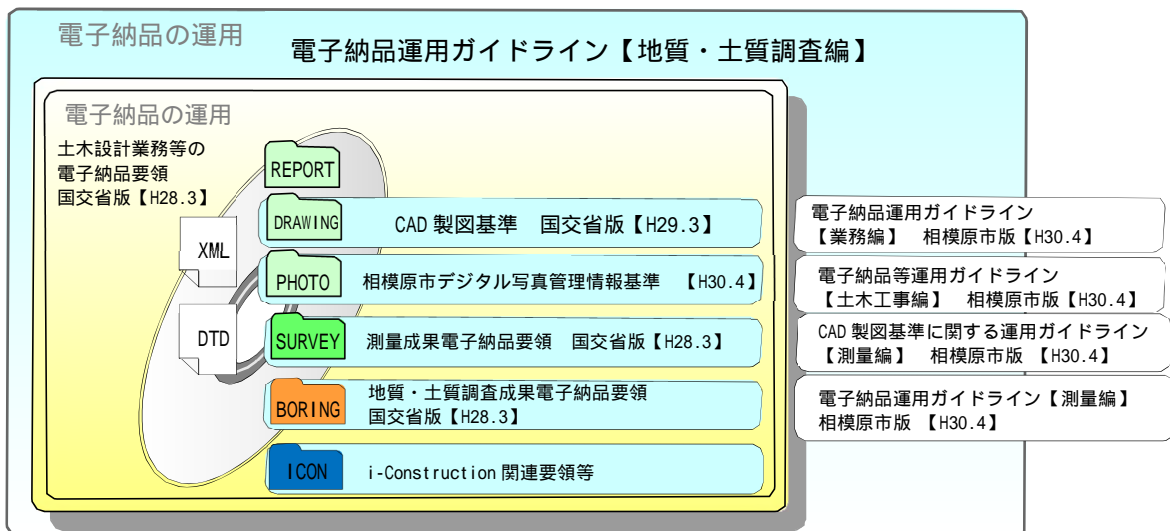 電子納品の運用
電子納品運用ガイドライン【地質・土質調査編】
電子納品の運用
土木設計業務等の
電子納品要領
国交省版【H28.3】
XML
DTD
REPORT
DRAWING
CAD 製図基準　国交省版【H29.3】
PHOTO
相模原市デジタル写真管理情報基準　【H30.4】
SURVEY
測量成果電子納品要領　国交省版【H28.3】
BORING
地質・土質調査成果電子納品要領
国交省版【H28.3】
ICON
i-Construction 関連要領等
電子納品運用ガイドライン
【業務編】　相模原市版【H30.4】
電子納品等運用ガイドライン
【土木工事編】　相模原市版【H30.4】
CAD 製図基準に関する運用ガイドライン
【測量編】　相模原市版 【H30.4】
電子納品運用ガイドライン【測量編】
相模原市版 【H30.4】